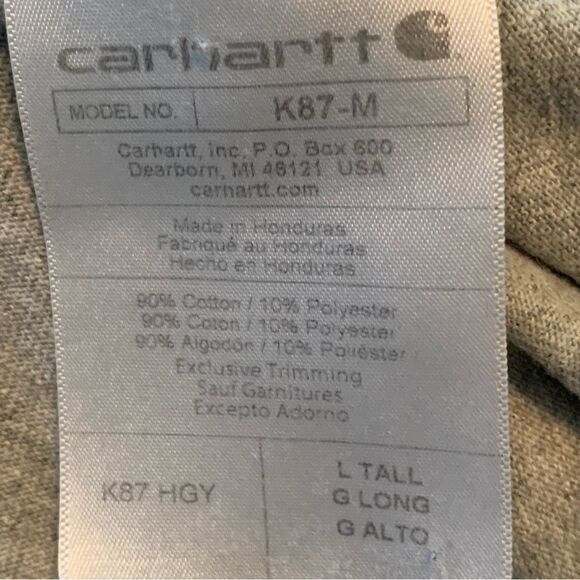 carhartt
MODEL NO. K87-M
Carhartt, Inc. P.O. Box 600
Dearborn, MI 48121 USA
carhartt.com
Made in Honduras
Fabriqué au Honduras
Hecho en Honduras
90% Cotton / 10% Polyester
90% Coton / 10% Polyester
90% Algodón / 10% Poliéster
Exclusive Trimming
Sauf Garnitures
Excepto Adorno
K87 HGY
L TALL
G LONG
G ALTO